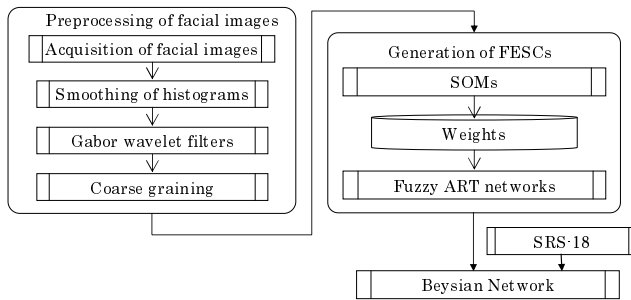 Preprocessing of facial images
Acquisition of facial images
Smoothing of histograms
Gabor wavelet filters
Coarse graining
Generation of FESCs
SOMs
Weights
Fuzzy ART networks
SRS-18
Beysian Network